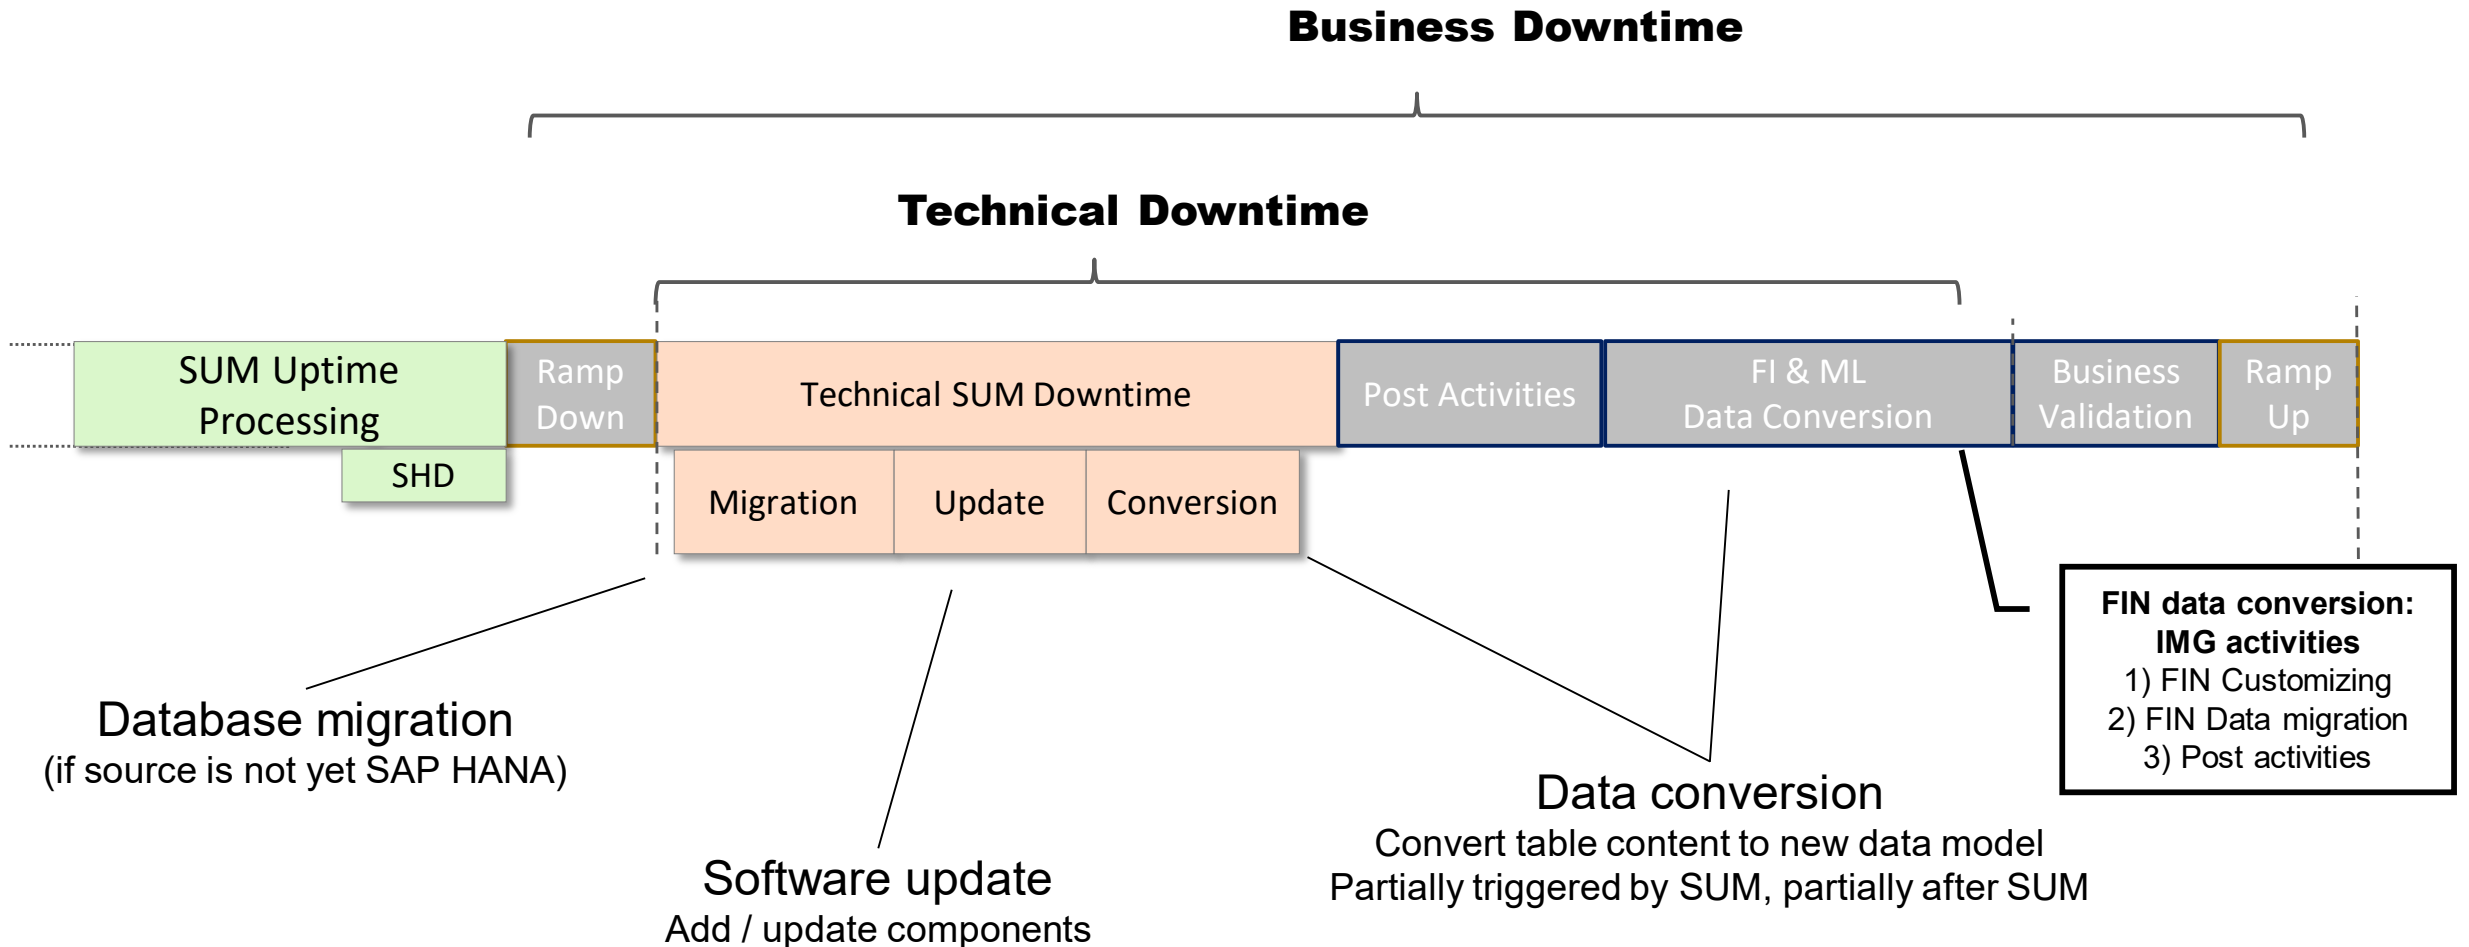 Business Downtime
Technical Downtime
SUM Uptime
Processing
Ramp
Down
Technical SUM Downtime
Post Activities
FI & ML
Data Conversion
Business
Validation
Ramp
Up
SHD
Migration
Update
Conversion
FIN data conversion:
IMG activities
1) FIN Customizing
2) FIN Data migration
3) Post activities
Database migration
(if source is not yet SAP HANA)
Data conversion
Convert table content to new data model
Partially triggered by SUM, partially after SUM
Software update
Add / update components